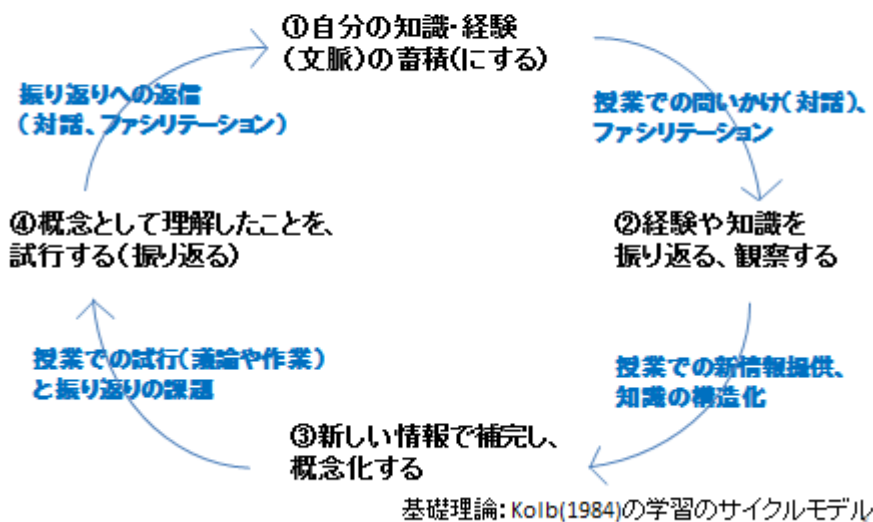 ①自分の知識・経験
(文脈)の蓄積(にする)
振り返りへの返信
(対話、ファシリテーション)
授業での問いかけ(対話)、
ファシリテーション
④概念として理解したことを、
試行する(振り返る)
②経験や知識を
振り返る、観察する
授業での試行(議論や作業)
と振り返りの課題
授業での新情報提供、
知識の構造化
③新しい情報で補完し、
概念化する
基礎理論:Kolb(1984)の学習のサイクルモデル